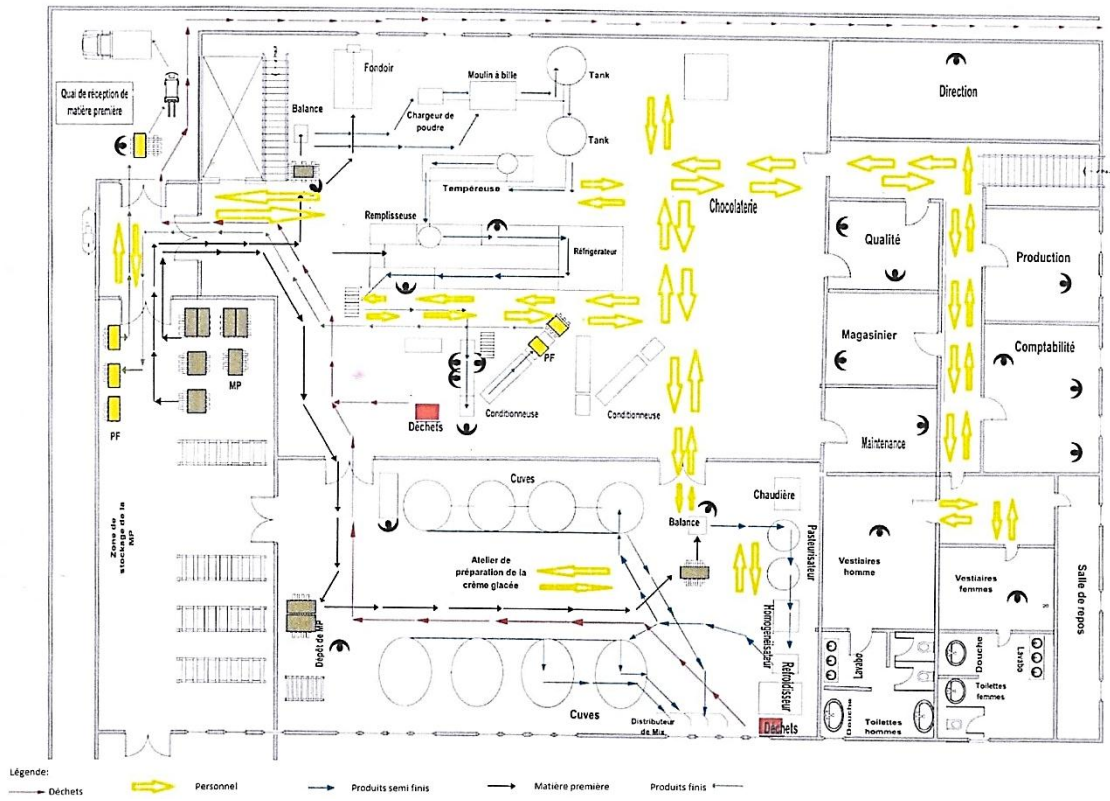 Quai de réception de
matière première
Fondoir
Balance
Moulin à bille
Chargeur de
poudre
Tank
Tank
Tempéreuse
Remplisseuse
Réfrigerateur
Chocolaterie
Direction
Qualité
Production
Magasinier
Comptabilité
Maintenance
MP
PF
PF
Déchets
Conditionneuse
Conditionneuse
Zone de
stockage de la
MP
Cuves
Chaudière
Balance
Pasteurisateur
Atelier de
préparation de la
crème glacée
Homogénéisateur
Refroidisseur
Dépôt de MP
Cuves
Distributeur
de Mix
Déchets
Vestiaires
homme
Vestiaires
femmes
Salle de repos
Lavabo
Douche
Lavabo
Toilettes
femmes
Douche
Toilettes
hommes
Légende:
Déchets
Personnel
Produits semi finis
Matière première
Produits finis